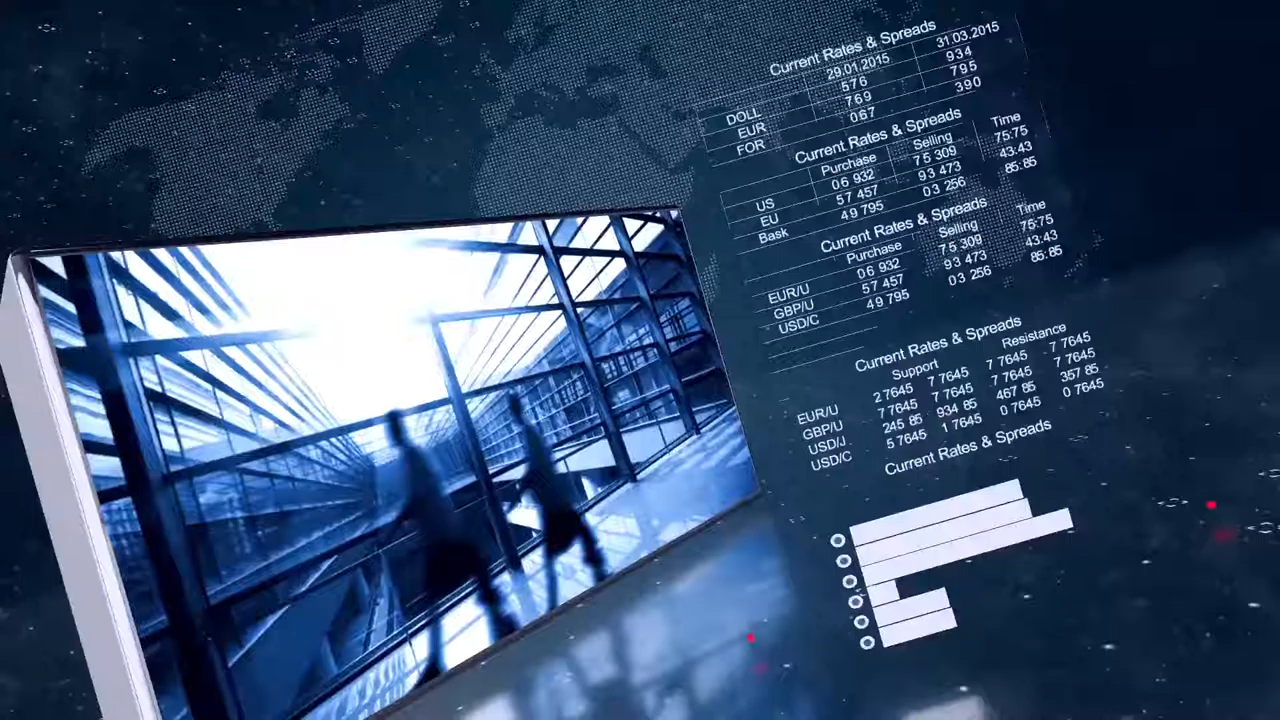 Current Rates & Spreads
29.01.2015 31.03.2015
DOLL 576 934
EUR 769 795
FOR 067 390
Current Rates & Spreads
Purchase Selling Time
US 06 932 75 309 75:75
EU 57 457 93 473 43:43
Bask 49 795 03 256 85:85
Current Rates & Spreads
Purchase Selling Time
EUR/U 06 932 75 309 75:75
GBP/U 57 457 93 473 43:43
USD/C 49 795 03 256 85:85
Current Rates & Spreads
Support Resistance
EUR/U 2 7645 7 7645 7 7645 7 7645
GBP/U 7 7645 7 7645 7 7645 7 7645
USD/J 245 85 934 85 467 85 357 85
USD/C 5 7645 1 7645 0 7645 0 7645
Current Rates & Spreads